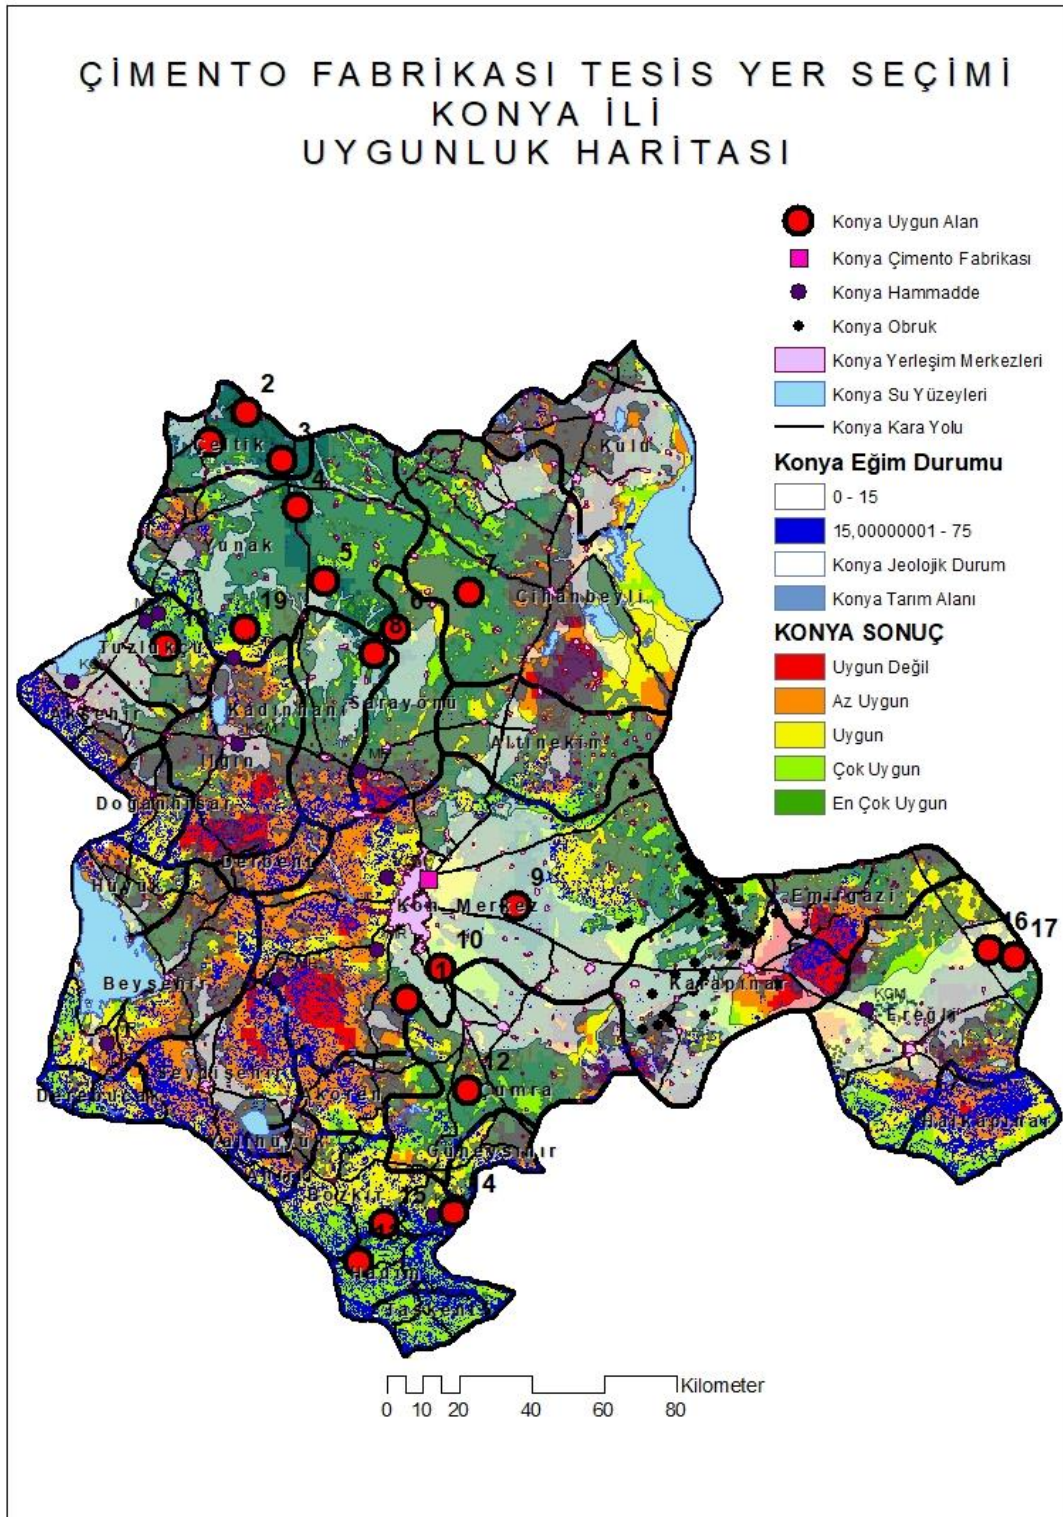 ÇİMENTO FABRİKASI TESİS YER SEÇİMİ
KONYA İLİ
UYGUNLUK HARİTASI
Konya Uygun Alan
Konya Çimento Fabrikası
Konya Hammadde
Konya Obruk
Konya Yerleşim Merkezleri
Konya Su Yüzeyleri
Konya Kara Yolu
Konya Eğim Durumu
0 - 15
15,00000001 - 75
Konya Jeolojik Durum
Konya Tarım Alanı
KONYA SONUÇ
Uygun Değil
Az Uygun
Uygun
Çok Uygun
En Çok Uygun
2
Çeltik
3
Kulu
4
Yunak
5
Cihanbeyli
19
6
8
Tuzlukçu
Akşehir
Kadınhanı
Sarayönü
Ilgın
Altınekin
Doğanhisar
Derbent
Hüyük
9
Kon Merkez
Emirgazi
10
16
17
Beyşehir
Karapınar
KGM
Ereğli
Seydişehir
12
Çumra
Derebucak
Akören
Halkapınar
Yalıhüyük
Güneysınır
Ahırlı
Bozkır
15
14
Hadim
Taşkent
Kilometer
0 10 20 40 60 80